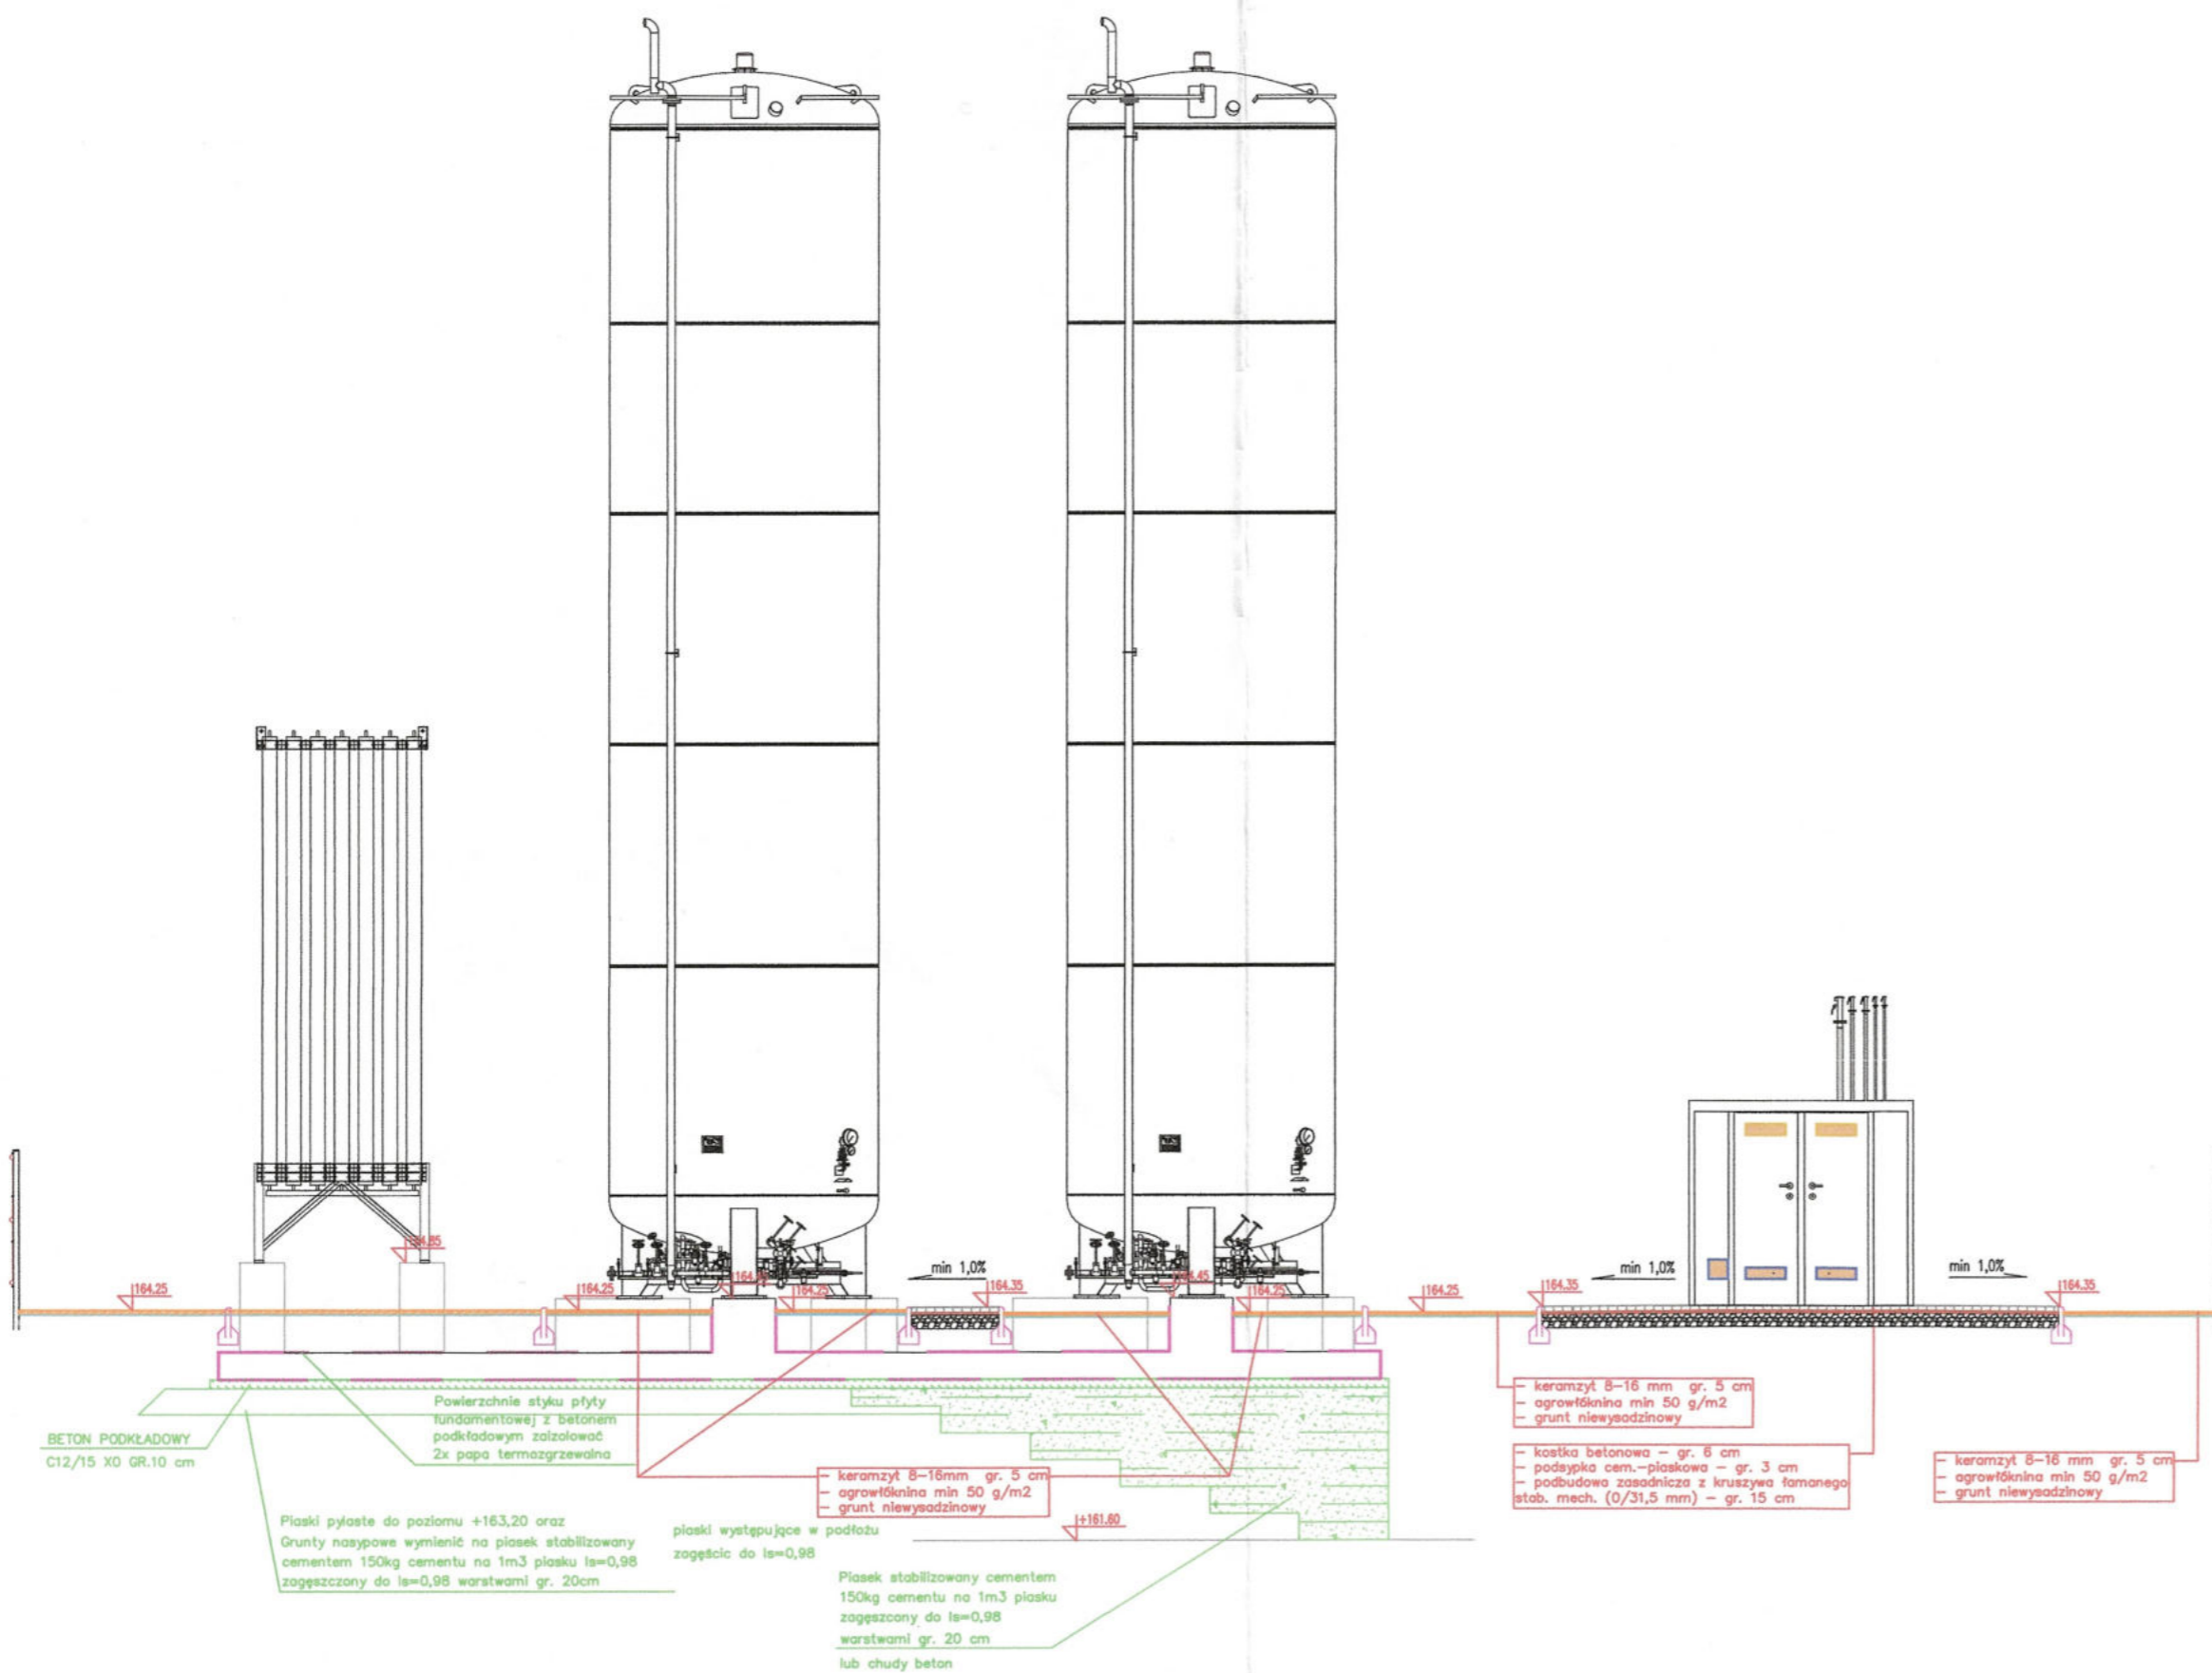 164.85
164.25
164.25
164.25
min 1,0%
164.35
164.45
164.25
164.25
164.35
min 1,0%
min 1,0%
164.35
BETON PODKŁADOWY
C12/15 X0 GR.10 cm
Powierzchnie styku płyty
fundamentowej z betonem
podkładowym zaizolować
2x papa termozgrzewalna
Piaski pylaste do poziomu +163,20 oraz
Grunty nasypowe wymienić na piasek stabilizowany
cementem 150kg cementu na 1m3 piasku Is=0,98
zagęszczony do Is=0,98 warstwami gr. 20cm
- keramzyt 8-16mm gr. 5 cm
- agrowłóknina min 50 g/m2
- grunt niewysadzinowy
piaski występujące w podłożu
zagęścic do Is=0,98
+161.60
Piasek stabilizowany cementem
150kg cementu na 1m3 piasku
zagęszcony do Is=0,98
warstwami gr. 20 cm
lub chudy beton
- keramzyt 8-16 mm gr. 5 cm
- agrowłóknina min 50 g/m2
- grunt niewysadzinowy
- kostka betonowa - gr. 6 cm
- podsypka cem.-piaskowa - gr. 3 cm
- podbudowa zasadnicza z kruszywa łamanego
stab. mech. (0/31,5 mm) - gr. 15 cm
- keramzyt 8-16 mm gr. 5 cm
- agrowłóknina min 50 g/m2
- grunt niewysadzinowy